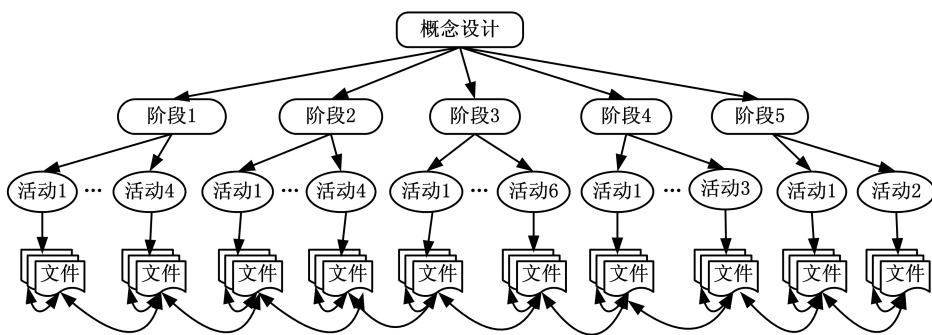 概念设计
阶段1 阶段2 阶段3 阶段4 阶段5
活动1 ··· 活动4 活动1 ··· 活动4 活动1 ··· 活动6 活动1 ··· 活动3 活动1 活动2
文件 文件 文件 文件 文件 文件 文件 文件 文件 文件